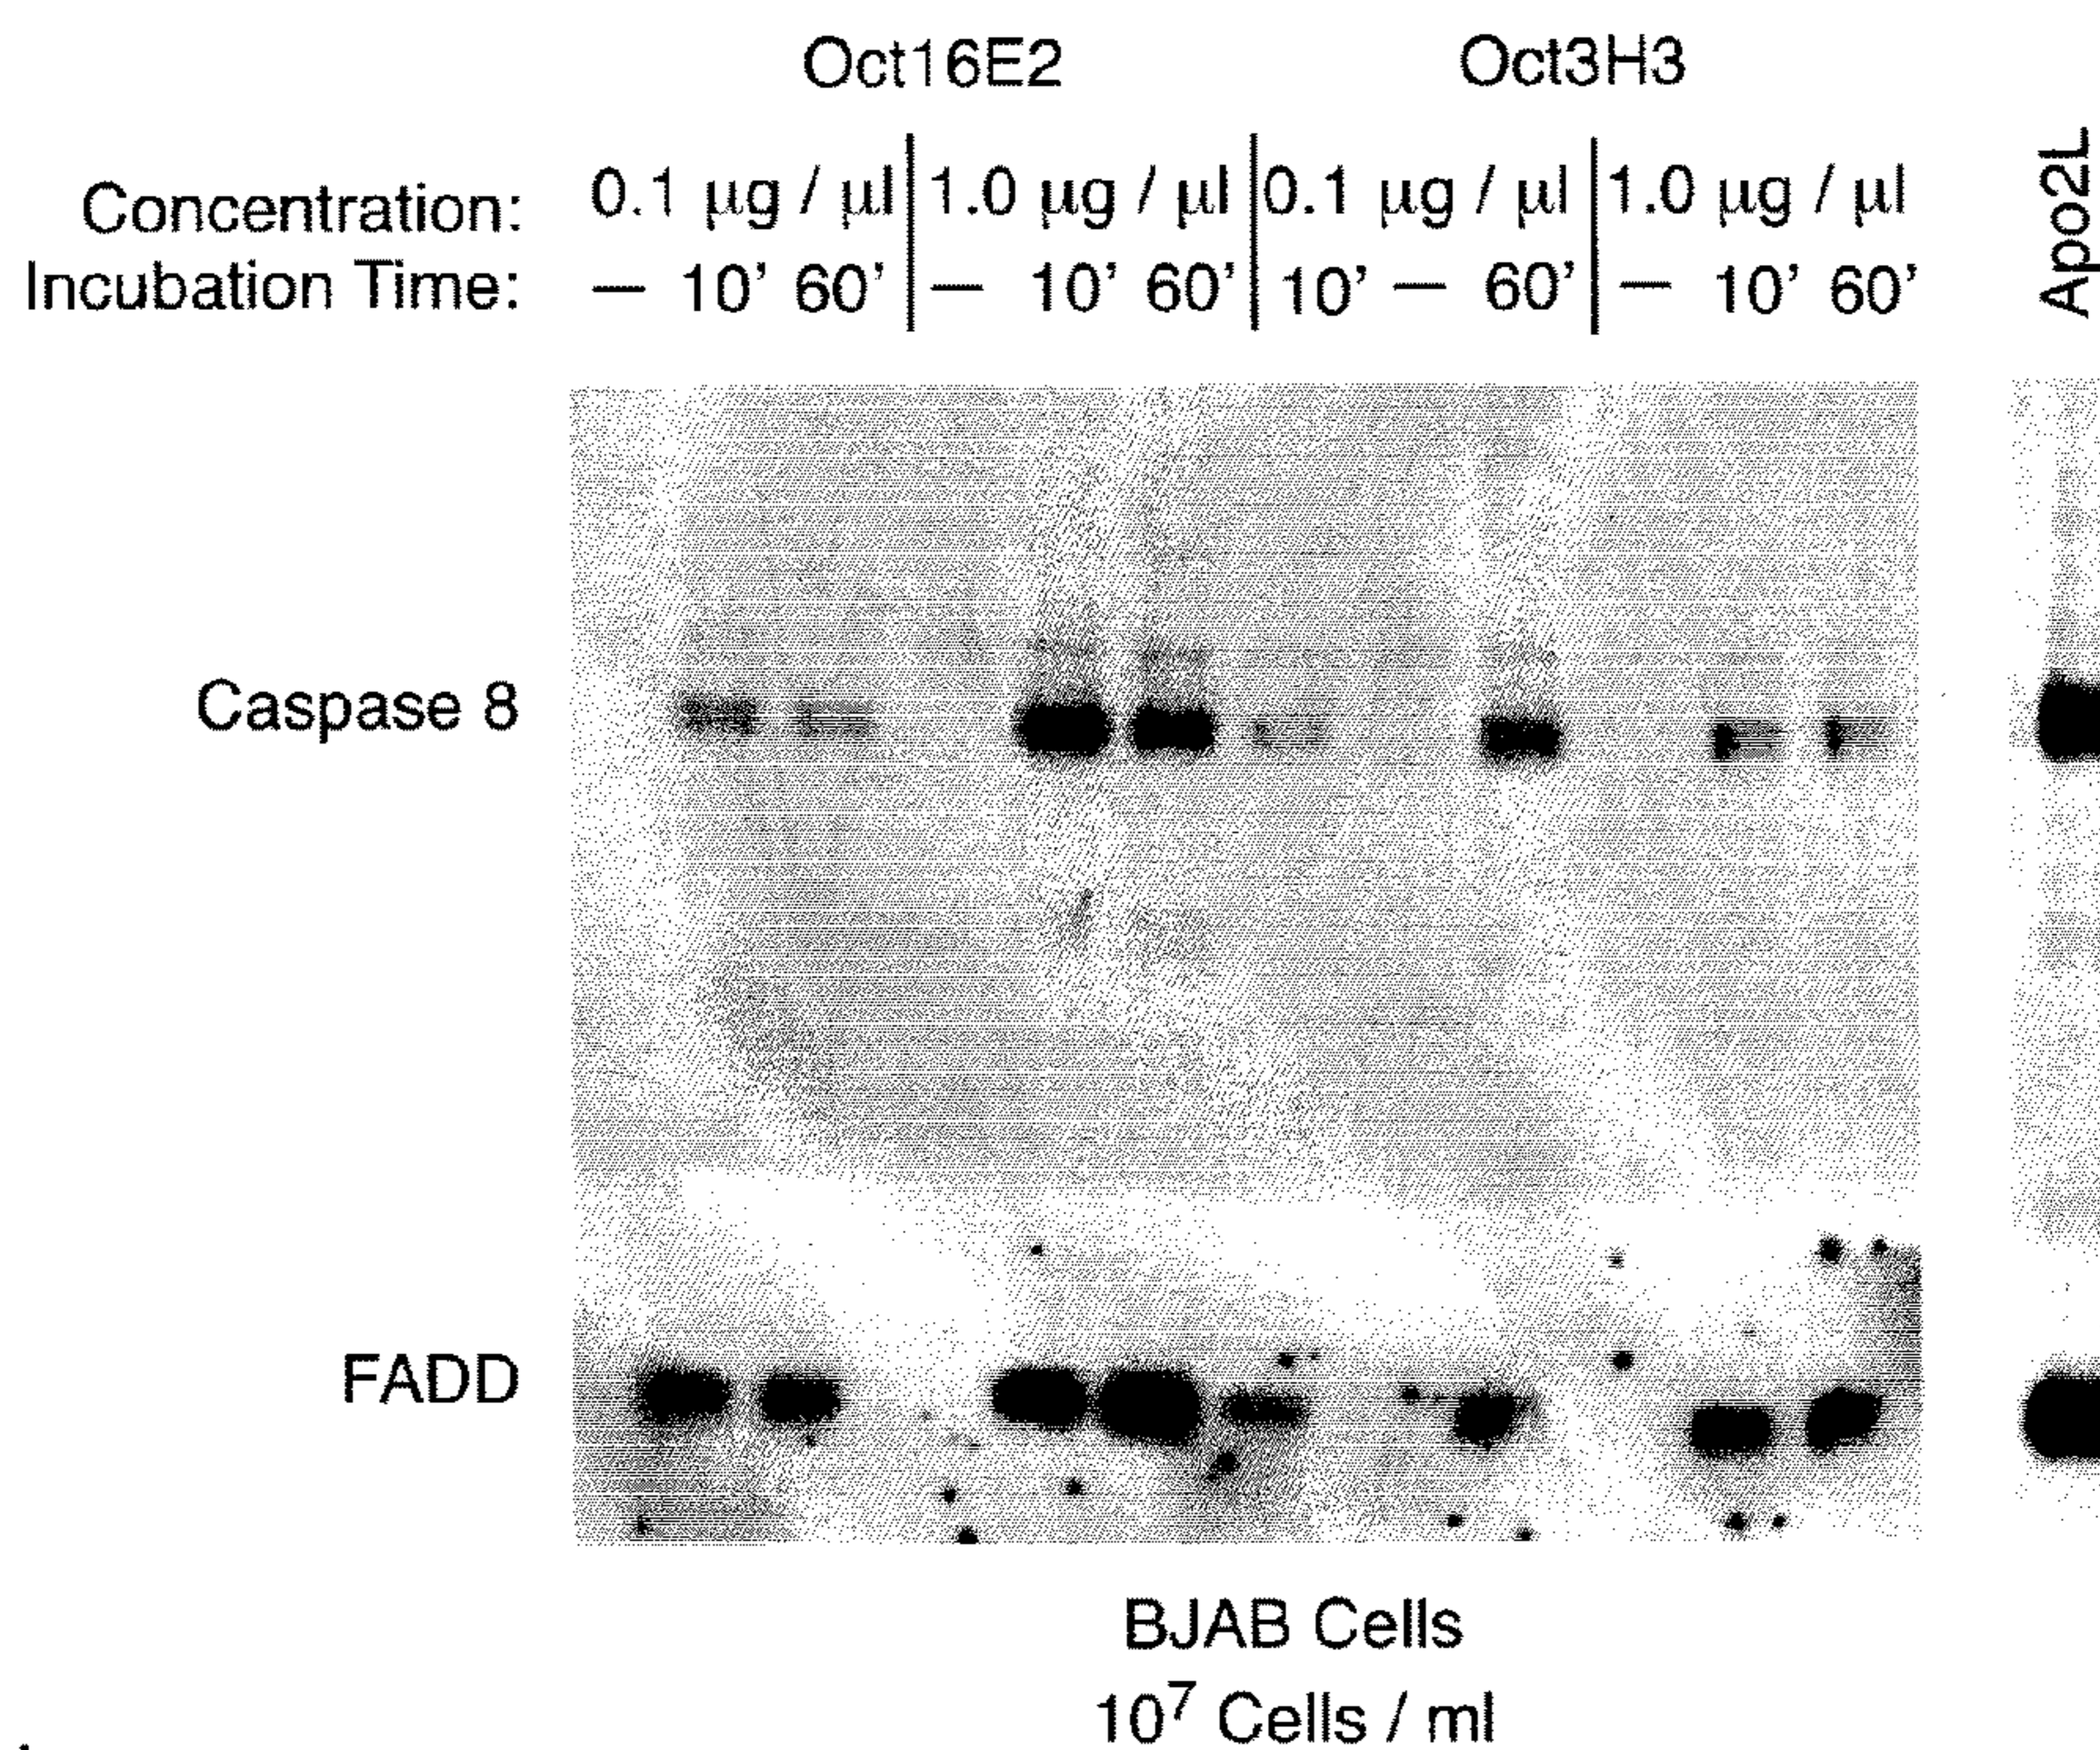 Oct16E2 Oct3H3
Concentration: 0.1 μg / μl 1.0 μg / μl 0.1 μg / μl 1.0 μg / μl Apo2L
Incubation Time: — 10’ 60’ — 10’ 60’ 10’ — 60’ — 10’ 60’
Caspase 8
FADD
BJAB Cells
10⁷ Cells / ml